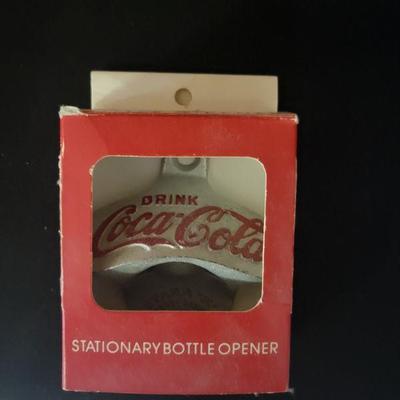 DRINK
Coca-Cola
STATIONARY BOTTLE OPENER